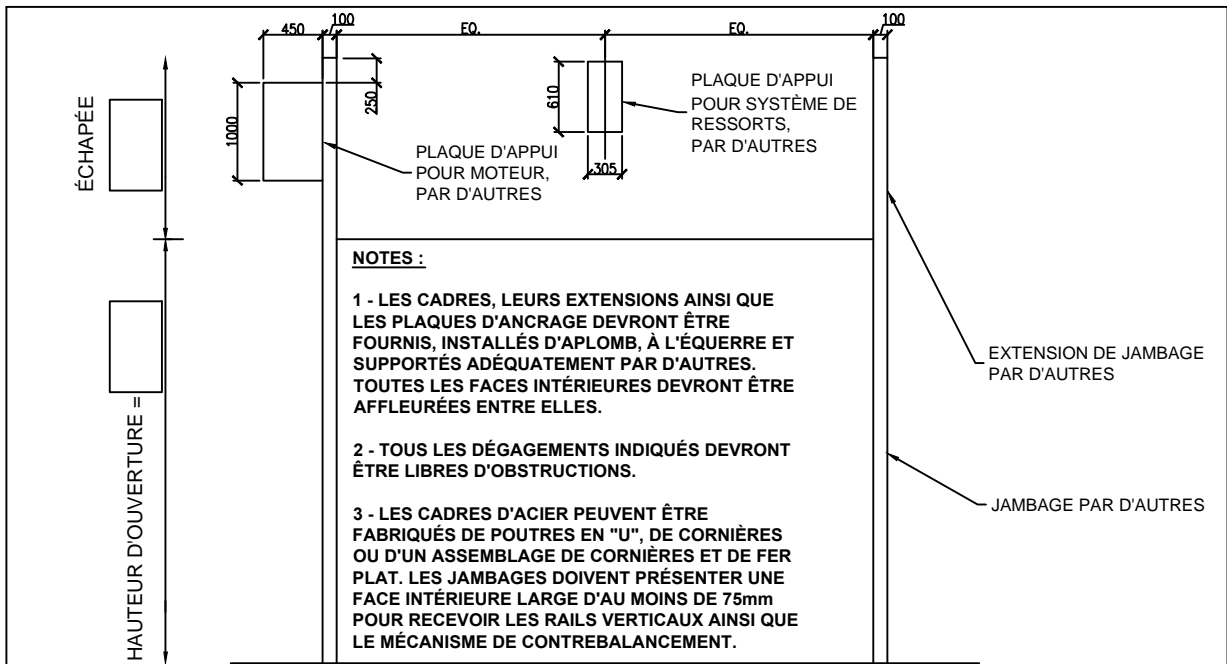 450
100
EQ.
EQ.
100
250
1000
610
305
ÉCHAPÉE
PLAQUE D'APPUI
POUR SYSTÈME DE
RESSORTS,
PAR D'AUTRES
PLAQUE D'APPUI
POUR MOTEUR,
PAR D'AUTRES
NOTES :
1 - LES CADRES, LEURS EXTENSIONS AINSI QUE
LES PLAQUES D'ANCRAGE DEVRONT ÊTRE
FOURNIS, INSTALLÉS D'APLOMB, À L'ÉQUERRE ET
SUPPORTÉS ADÉQUATEMENT PAR D'AUTRES.
TOUTES LES FACES INTÉRIEURES DEVRONT ÊTRE
AFFLEURÉES ENTRE ELLES.
2 - TOUS LES DÉGAGEMENTS INDIQUÉS DEVRONT
ÊTRE LIBRES D'OBSTRUCTIONS.
3 - LES CADRES D'ACIER PEUVENT ÊTRE
FABRIQUÉS DE POUTRES EN "U", DE CORNIÈRES
OU D'UN ASSEMBLAGE DE CORNIÈRES ET DE FER
PLAT. LES JAMBAGES DOIVENT PRÉSENTER UNE
FACE INTÉRIEURE LARGE D'AU MOINS DE 75mm
POUR RECEVOIR LES RAILS VERTICAUX AINSI QUE
LE MÉCANISME DE CONTREBALANCEMENT.
HAUTEUR D'OUVERTURE =
EXTENSION DE JAMBAGE
PAR D'AUTRES
JAMBAGE PAR D'AUTRES